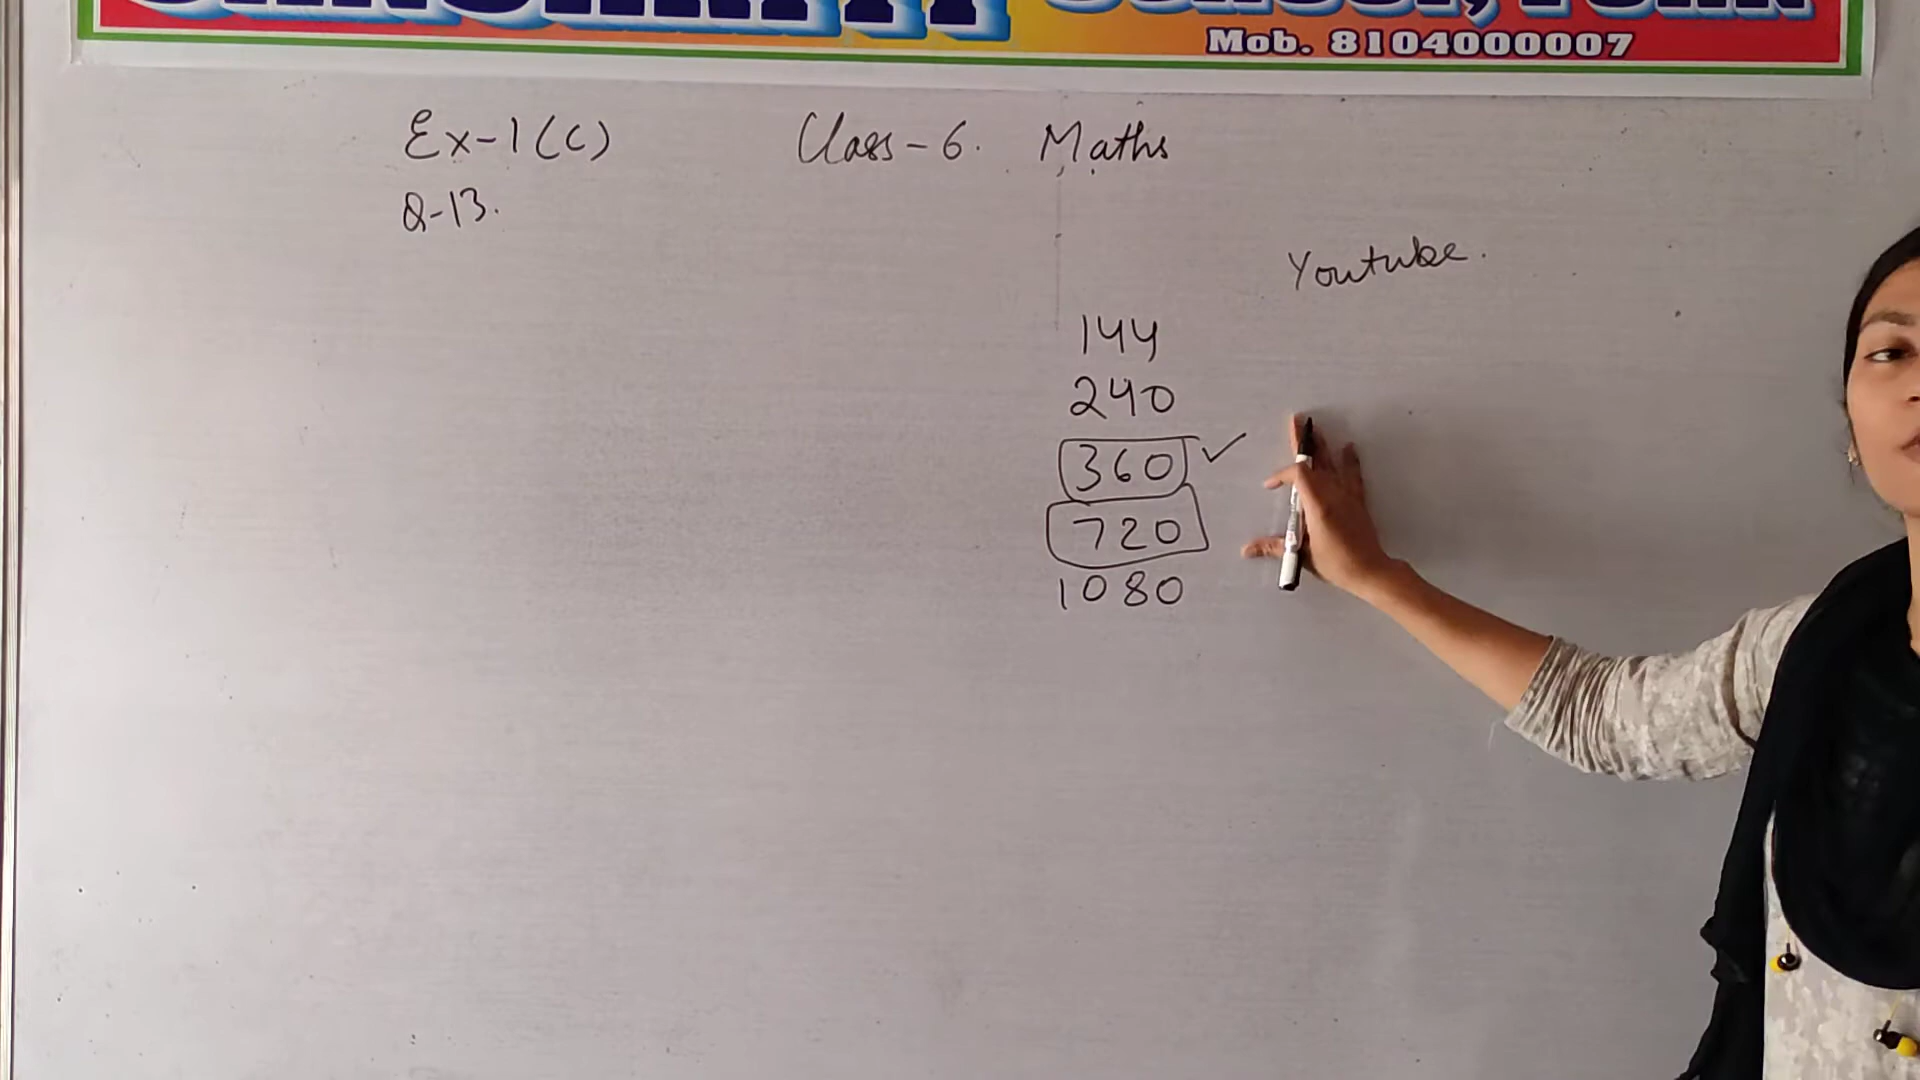 Mob. 8104000007
Ex-1(c) Class-6. Maths
Q-13.
Youtube.
144
240
360 ✓
720
1080